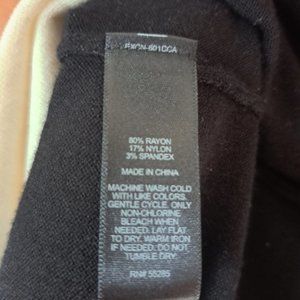 80% RAYON
17% NYLON
3% SPANDEX
MADE IN CHINA
MACHINE WASH COLD
WITH LIKE COLORS.
GENTLE CYCLE. ONLY
NON-CHLORINE
BLEACH WHEN
NEEDED. LAY FLAT
TO DRY. WARM IRON
IF NEEDED. DO NOT
TUMBLE DRY.
RN# 55285